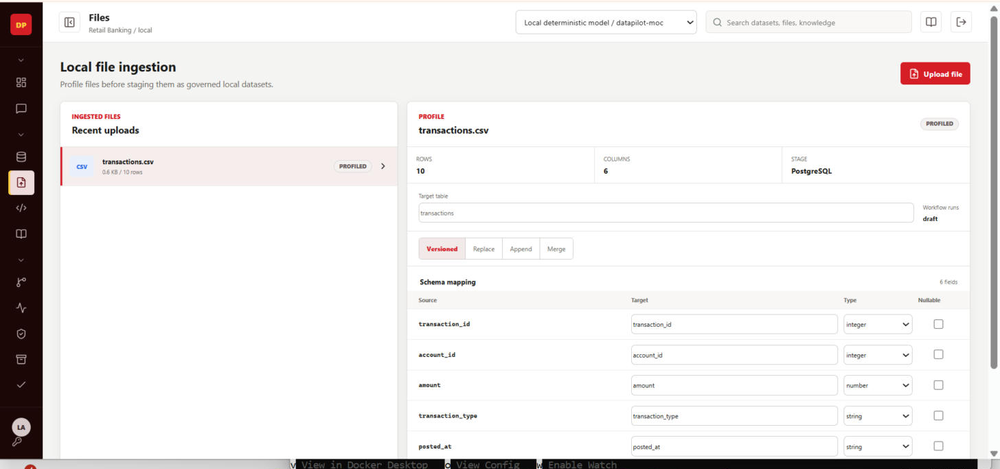 DP
Files
Retail Banking / local
Local deterministic model / datapilot-moc
Search datasets, files, knowledge
Local file ingestion
Profile files before staging them as governed local datasets.
Upload file
INGESTED FILES
Recent uploads
CSV
transactions.csv
0.6 KB / 10 rows
PROFILED
PROFILE
transactions.csv
PROFILED
ROWS
10
COLUMNS
6
STAGE
PostgreSQL
Target table
transactions
Workflow runs
draft
Versioned Replace Append Merge
Schema mapping 6 fields
Source Target Type Nullable
transaction_id transaction_id integer
account_id account_id integer
amount amount number
transaction_type transaction_type string
posted_at posted_at string
LA
v View in Docker Desktop o View Config w Enable Watch